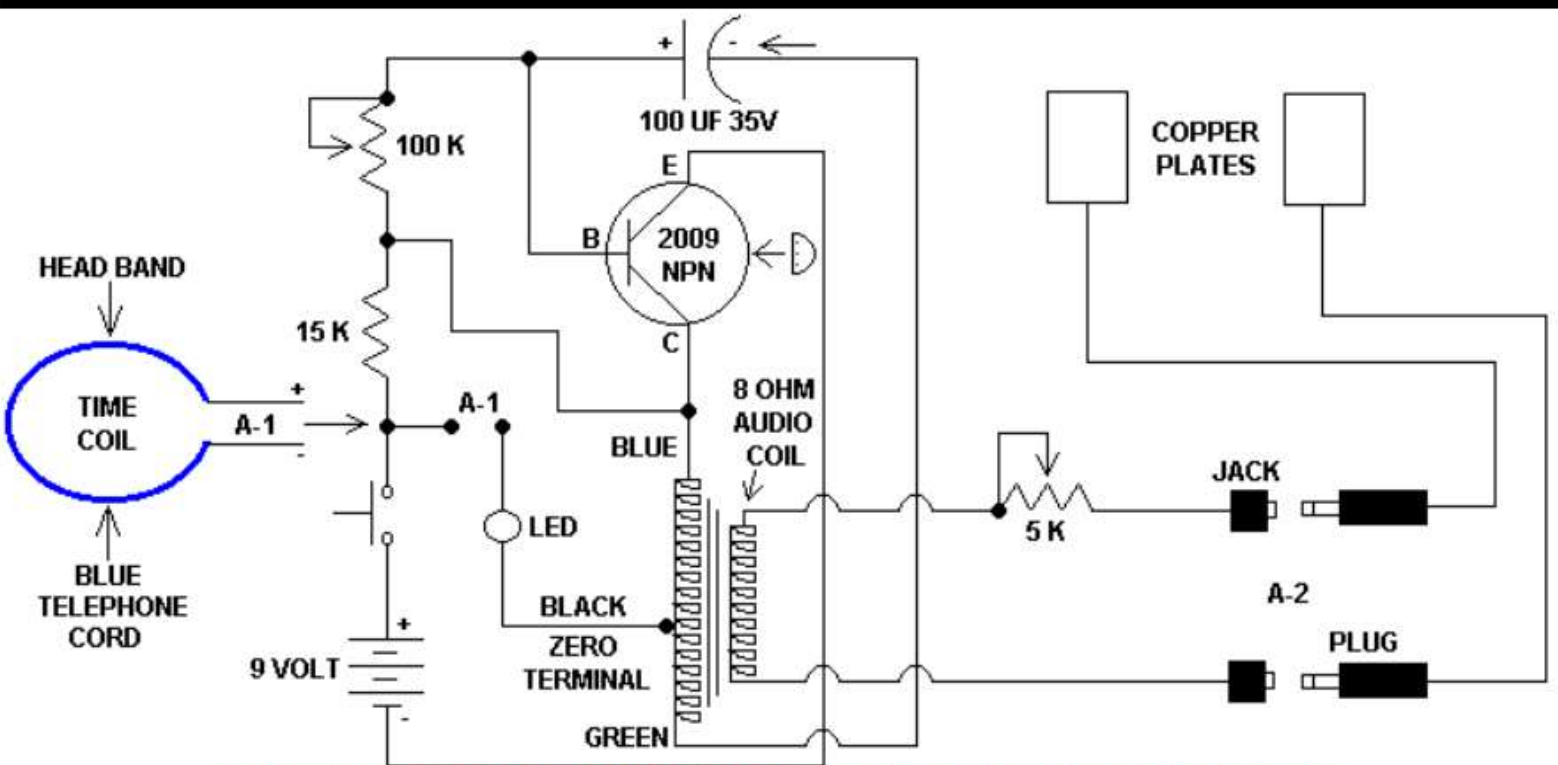 + -
100 UF 35V
COPPER
PLATES
100 K
E
B
2009
NPN
C
HEAD BAND
15 K
TIME
COIL
+
A-1
-
A-1
8 OHM
AUDIO
COIL
BLUE
JACK
5 K
LED
BLUE
TELEPHONE
CORD
BLACK
ZERO
TERMINAL
A-2
PLUG
+
9 VOLT
-
GREEN